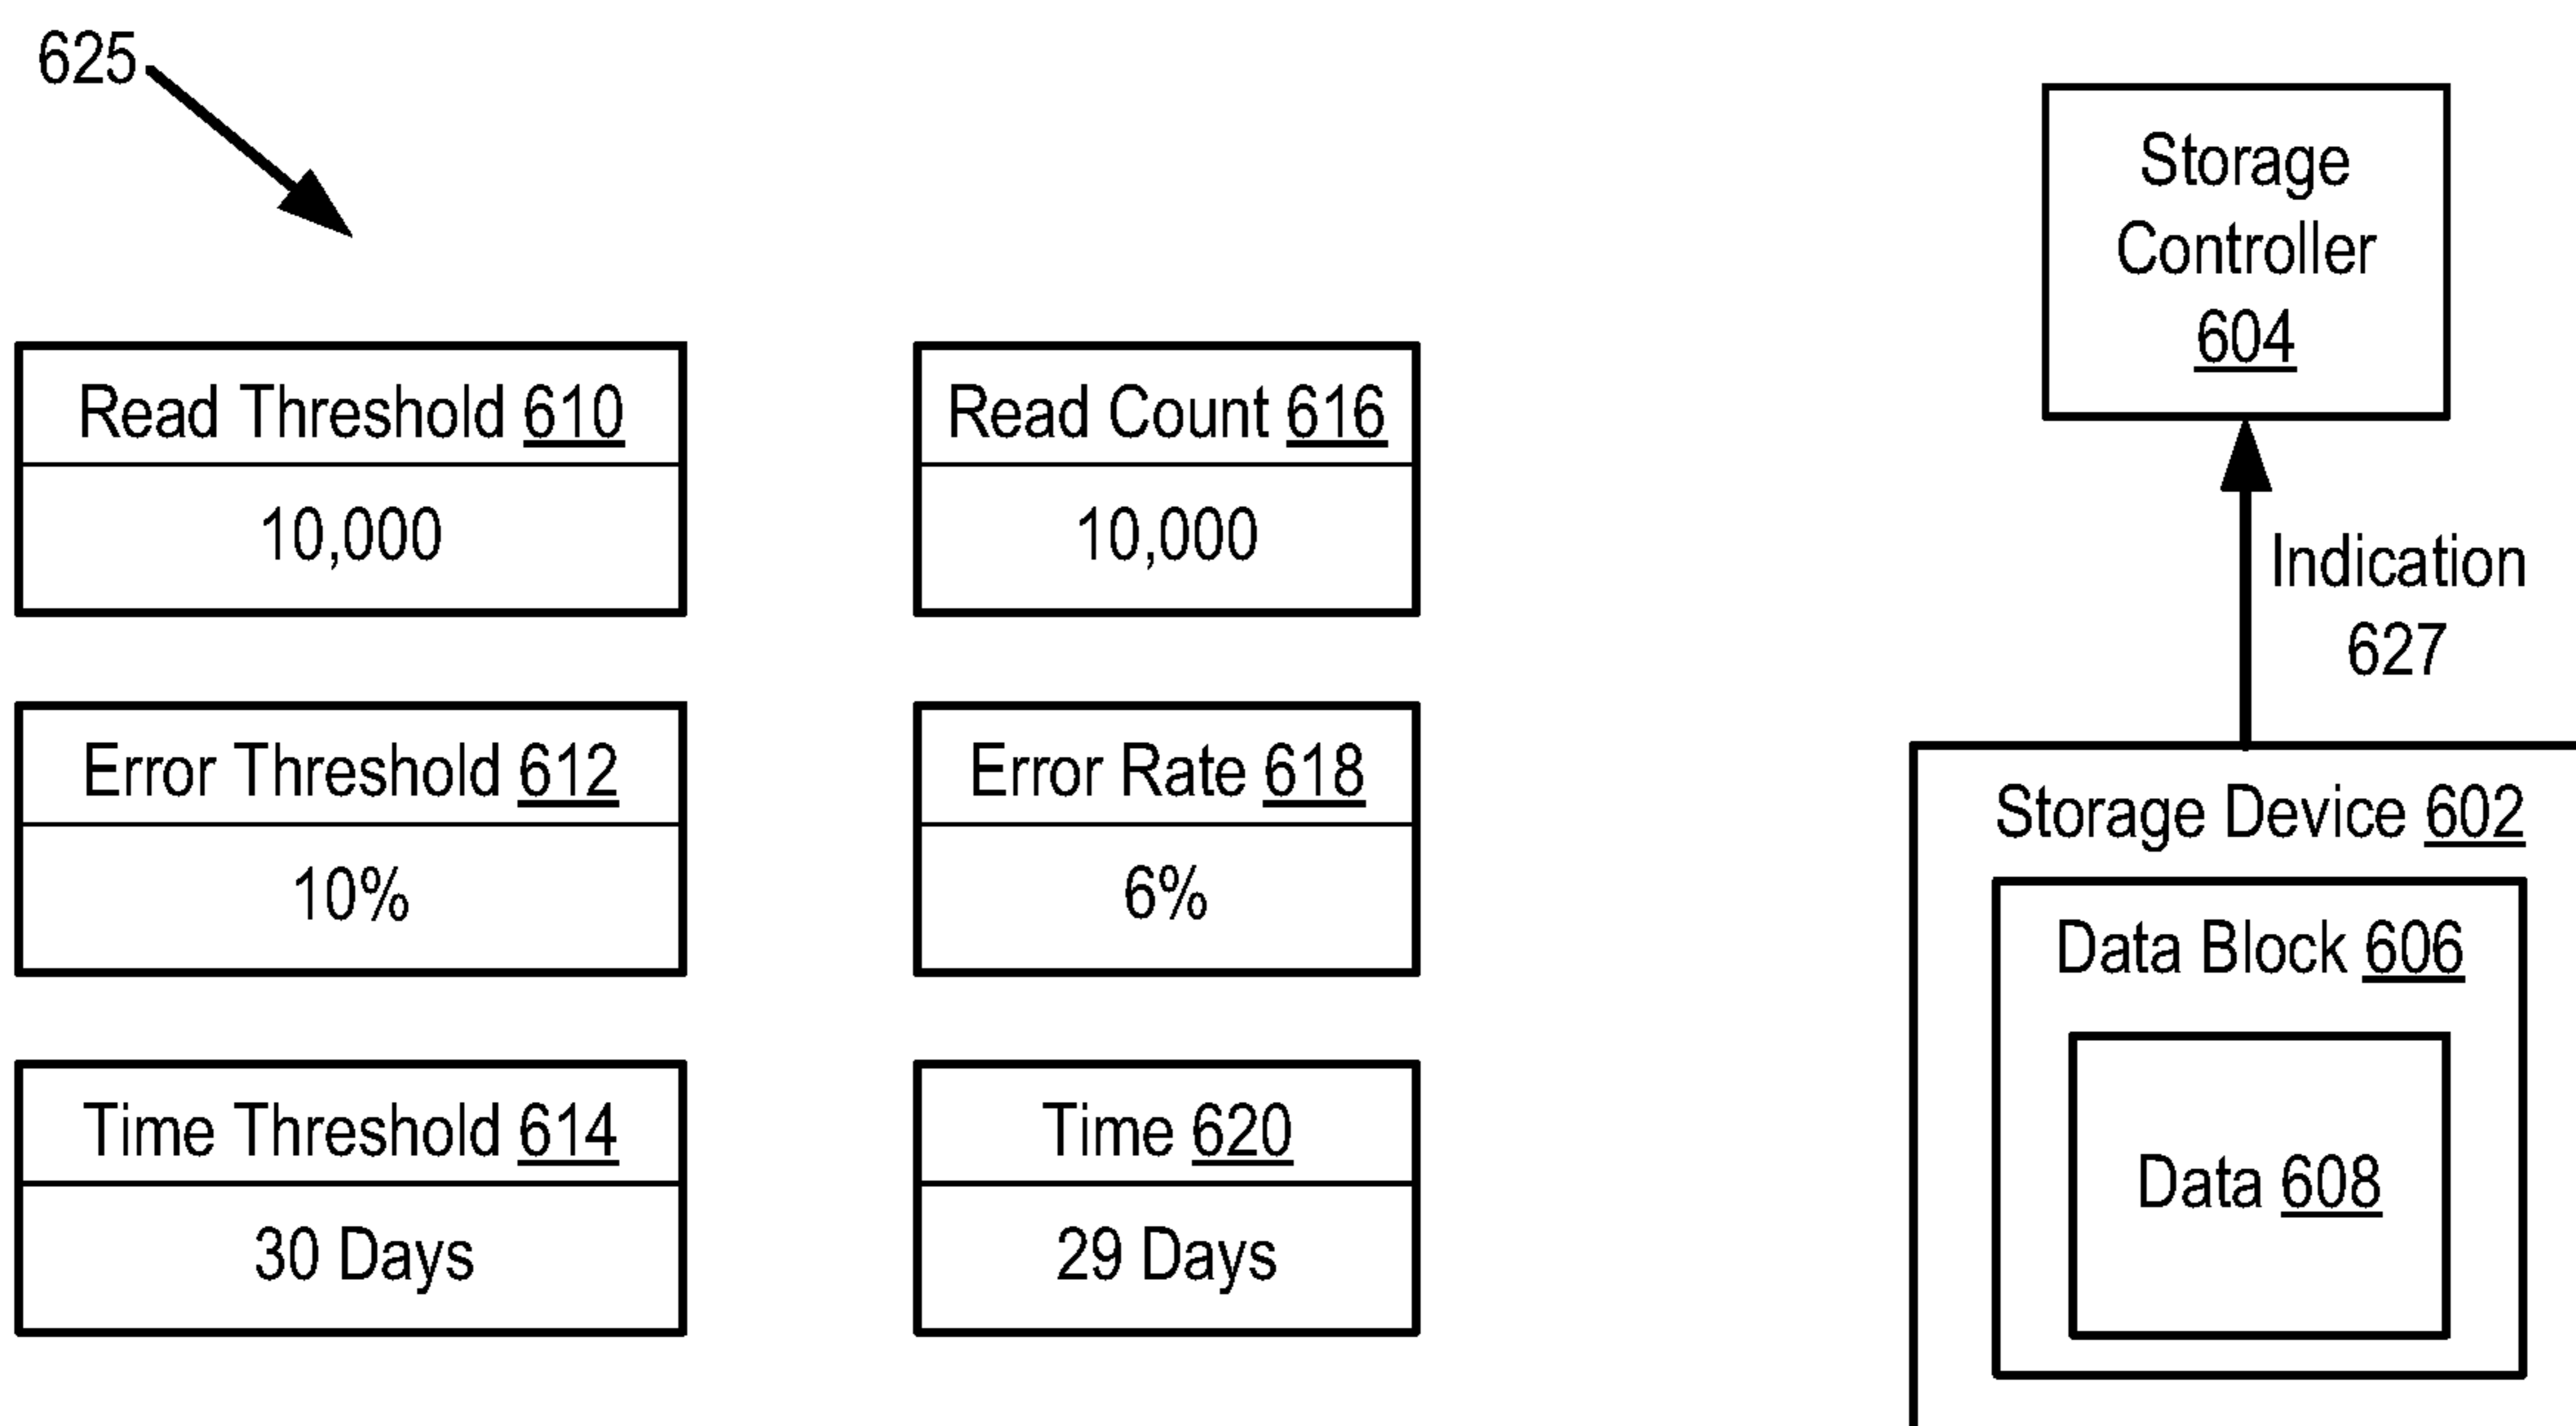 625
Read Threshold 610
10,000
Read Count 616
10,000
Error Threshold 612
10%
Error Rate 618
6%
Time Threshold 614
30 Days
Time 620
29 Days
Storage
Controller
604
Indication
627
Storage Device 602
Data Block 606
Data 608